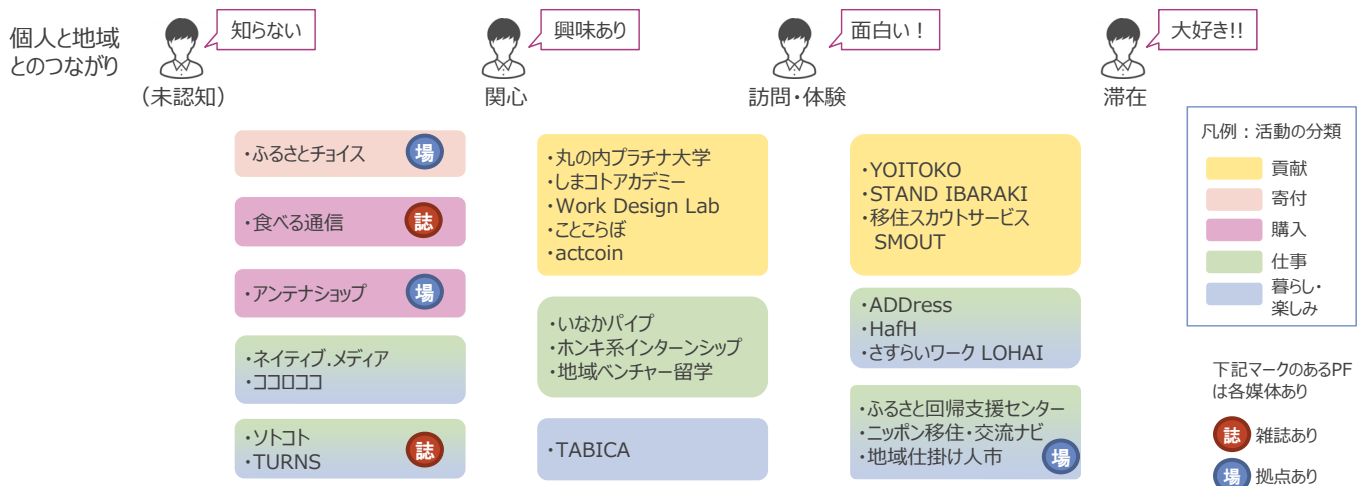 個人と地域
とのつながり
知らない
(未認知)
興味あり
関心
面白い！
訪問・体験
大好き!!
滞在
・ふるさとチョイス
場
・食べる通信
誌
・アンテナショップ
場
・ネイティブ.メディア
・ココロココ
・ソトコト
・TURNS
誌
・丸の内プラチナ大学
・しまコトアカデミー
・Work Design Lab
・ことこらぼ
・actcoin
・いなかパイプ
・ホンキ系インターンシップ
・地域ベンチャー留学
・TABICA
・YOITOKO
・STAND IBARAKI
・移住スカウトサービス
SMOUT
・ADDress
・HafH
・さすらいワーク LOHAI
・ふるさと回帰支援センター
・ニッポン移住・交流ナビ
・地域仕掛け人市
場
凡例：活動の分類
貢献
寄付
購入
仕事
暮らし・
楽しみ
下記マークのあるPF
は各媒体あり
誌 雑誌あり
場 拠点あり